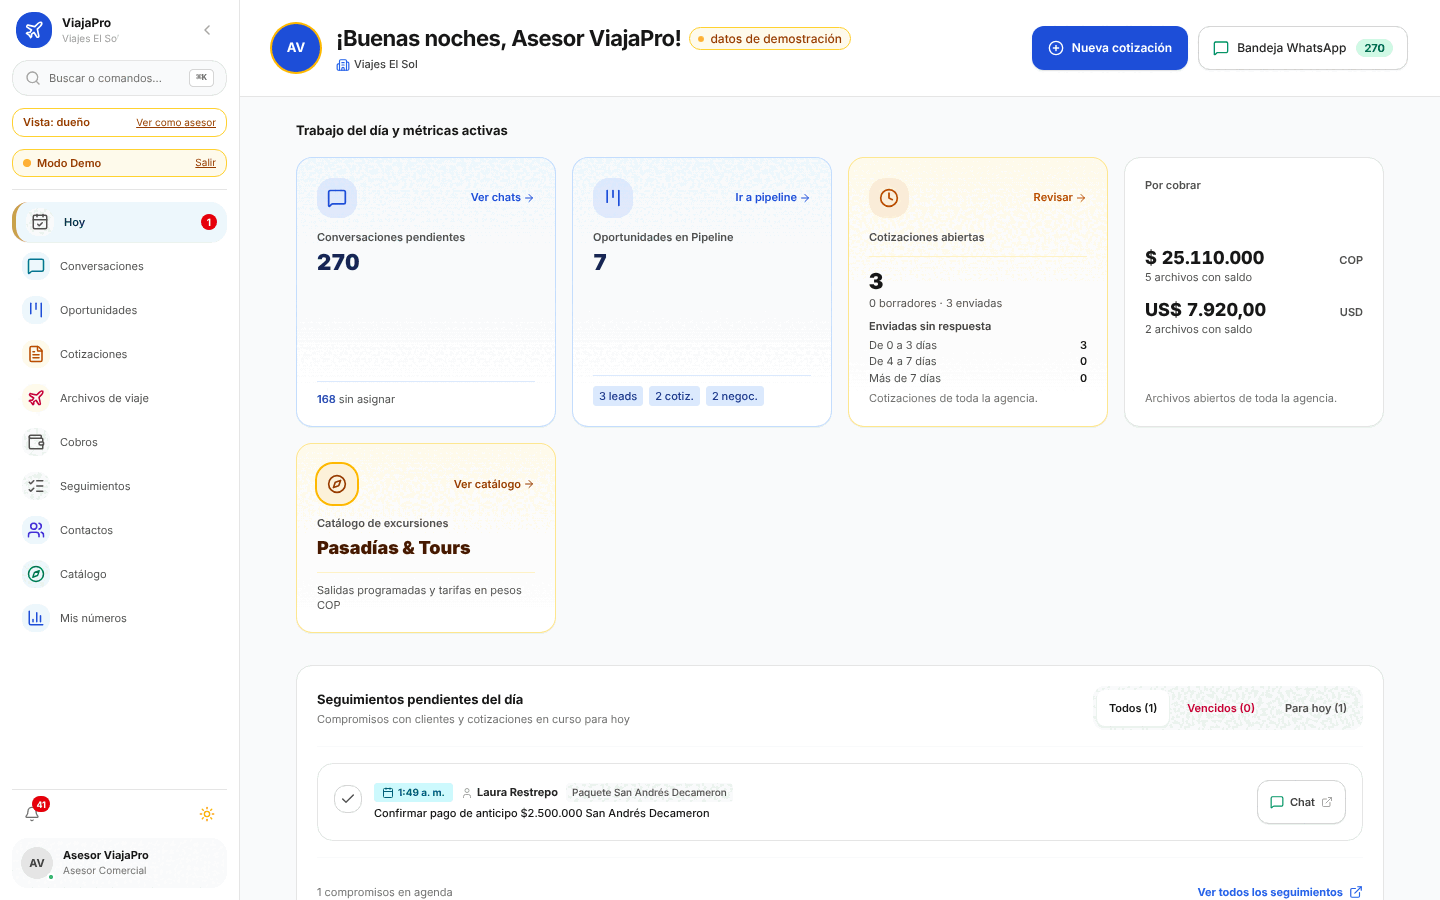 ViajaPro
Viajes El So
Buscar o comandos...
⌘K
Vista: dueño
Ver como asesor
Modo Demo
Salir
Hoy
1
Conversaciones
Oportunidades
Cotizaciones
Archivos de viaje
Cobros
Seguimientos
Contactos
Catálogo
Mis números
41
AV
Asesor ViajaPro
Asesor Comercial
AV
¡Buenas noches, Asesor ViajaPro!
datos de demostración
Viajes El Sol
Nueva cotización
Bandeja WhatsApp
270
Trabajo del día y métricas activas
Ver chats
Conversaciones pendientes
270
168 sin asignar
Ir a pipeline
Oportunidades en Pipeline
7
3 leads
2 cotiz.
2 negoc.
Revisar
Cotizaciones abiertas
3
0 borradores · 3 enviadas
Enviadas sin respuesta
De 0 a 3 días 3
De 4 a 7 días 0
Más de 7 días 0
Cotizaciones de toda la agencia.
Por cobrar
$ 25.110.000 COP
5 archivos con saldo
US$ 7.920,00 USD
2 archivos con saldo
Archivos abiertos de toda la agencia.
Ver catálogo
Catálogo de excursiones
Pasadías & Tours
Salidas programadas y tarifas en pesos
COP
Seguimientos pendientes del día
Compromisos con clientes y cotizaciones en curso para hoy
Todos (1)
Vencidos (0)
Para hoy (1)
1:49 a. m.
Laura Restrepo
Paquete San Andrés Decameron
Confirmar pago de anticipo $2.500.000 San Andrés Decameron
Chat
1 compromisos en agenda
Ver todos los seguimientos